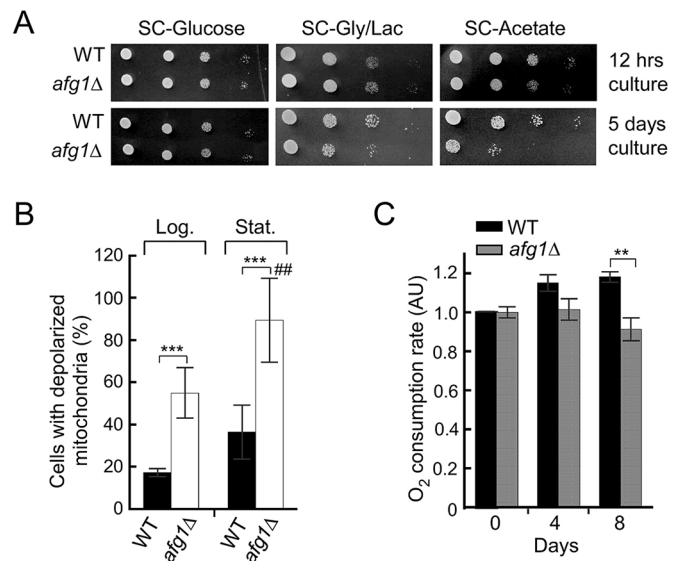 A
SC-Glucose SC-Gly/Lac SC-Acetate
WT
afg1Δ
12 hrs
culture
WT
afg1Δ
5 days
culture
B
Log. Stat.
Cells with depolarized
mitochondria (%)
120
100
80
60
40
20
0
***
*** ##
WT afg1Δ WT afg1Δ
C
WT
afg1Δ
O2 consumption rate (AU)
1.2
1.0
0.8
0.6
0.4
0.2
0
**
0 4 8
Days